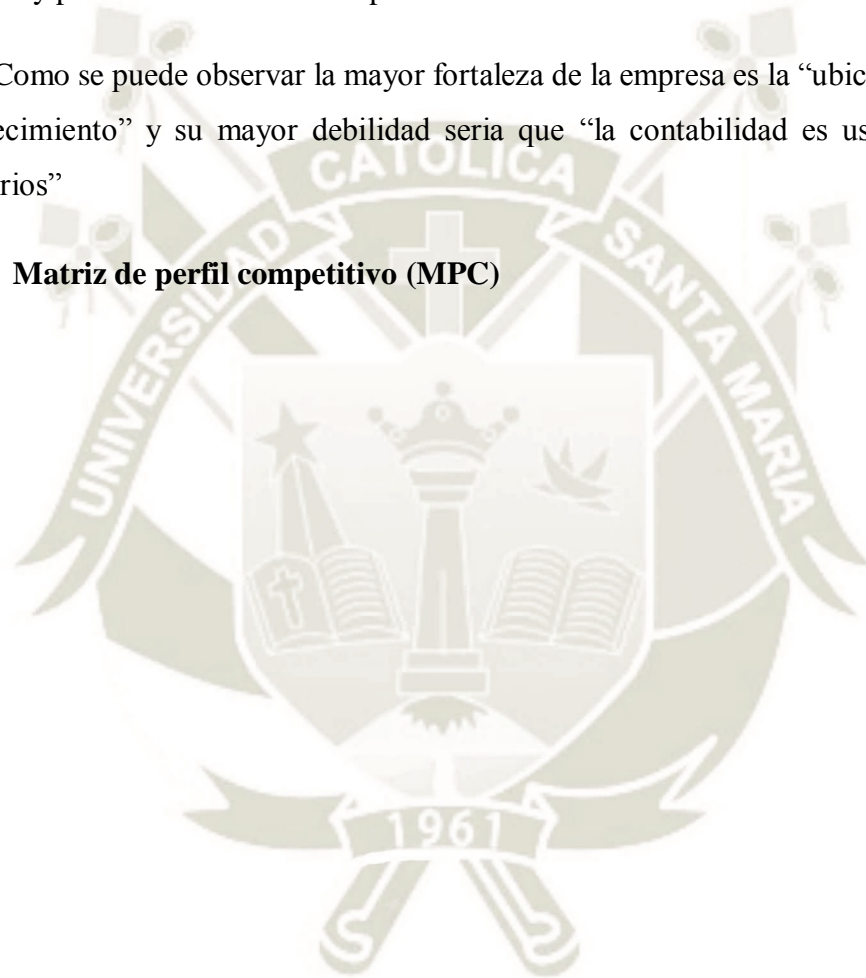 Como se puede observar la mayor fortaleza de la empresa es la “ubic
ecimiento” y su mayor debilidad seria que “la contabilidad es us
rios”
Matriz de perfil competitivo (MPC)
UNIVERSIDAD CATOLICA SANTA MARIA
1961